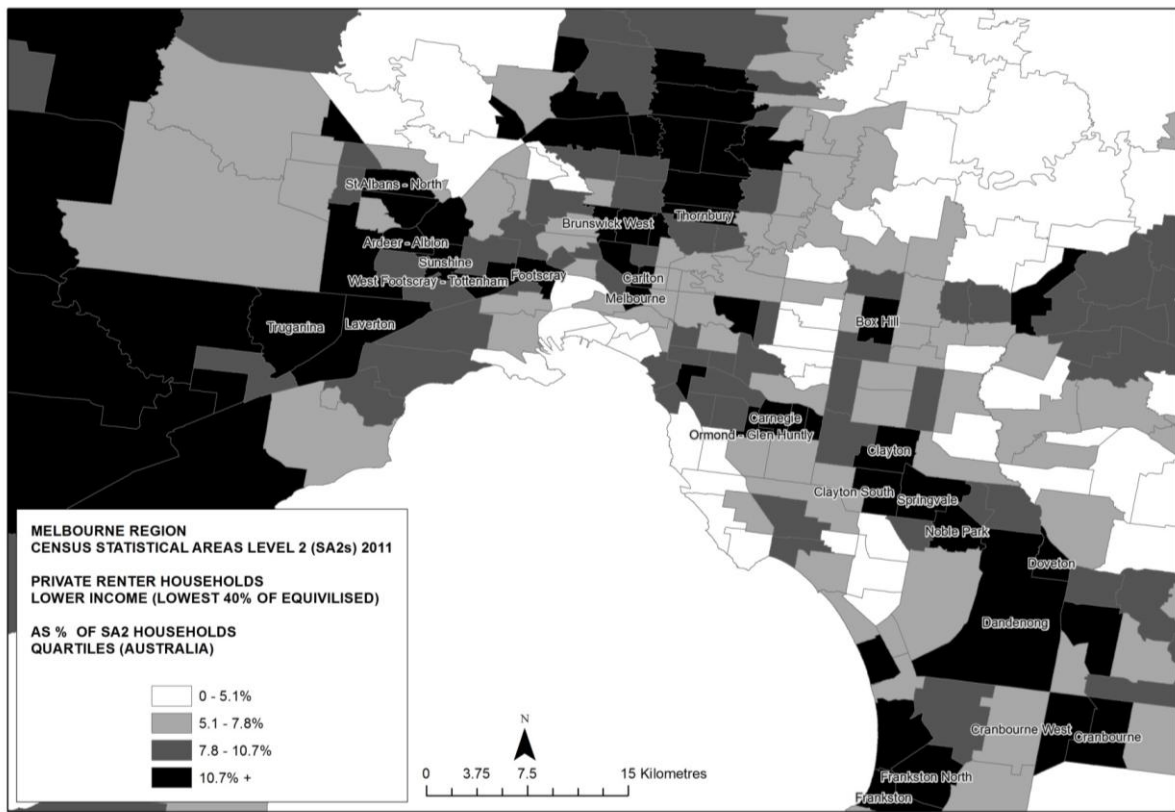 St Albans - North
Brunswick West
Thornbury
Ardeer - Albion
Sunshine
West Footscray - Tottenham
Footscray
Carlton
Melbourne
Truganina
Laverton
Box Hill
Carnegie
Ormond - Glen Huntly
Clayton
Clayton South
Springvale
Noble Park
Doveton
Dandenong
Cranbourne West
Cranbourne
Frankston North
Frankston
MELBOURNE REGION
CENSUS STATISTICAL AREAS LEVEL 2 (SA2s) 2011
PRIVATE RENTER HOUSEHOLDS
LOWER INCOME (LOWEST 40% OF EQUIVILISED)
AS % OF SA2 HOUSEHOLDS
QUARTILES (AUSTRALIA)
0 - 5.1%
5.1 - 7.8%
7.8 - 10.7%
10.7% +
N
0 3.75 7.5 15 Kilometres